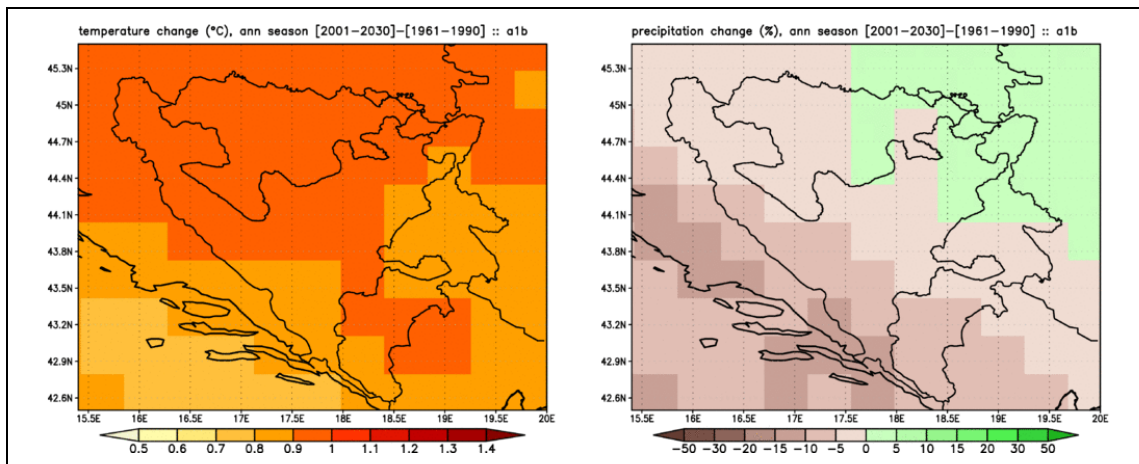 temperature change (°C), ann season [2001-2030]-[1961-1990] :: a1b
45.3N
45N
44.7N
44.4N
44.1N
43.8N
43.5N
43.2N
42.9N
42.6N
15.5E 16E 16.5E 17E 17.5E 18E 18.5E 19E 19.5E 20E
0.5 0.6 0.7 0.8 0.9 1 1.1 1.2 1.3 1.4
precipitation change (%), ann season [2001-2030]-[1961-1990] :: a1b
45.3N
45N
44.7N
44.4N
44.1N
43.8N
43.5N
43.2N
42.9N
42.6N
15.5E 16E 16.5E 17E 17.5E 18E 18.5E 19E 19.5E 20E
-50 -30 -20 -15 -10 -5 0 5 10 15 20 30 50